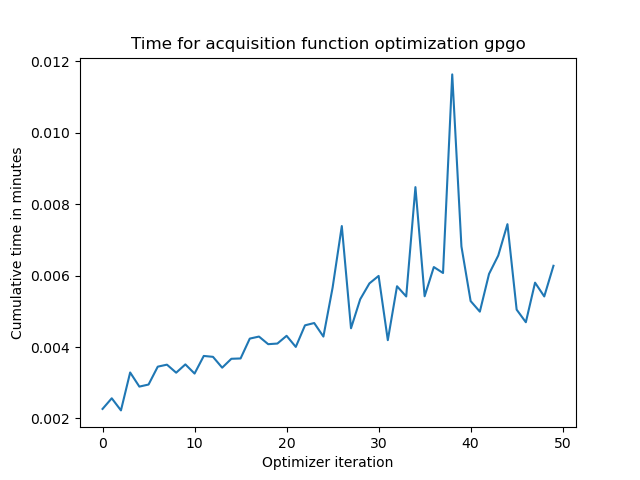 Time for acquisition function optimization gpgo
0.012
0.010
0.008
0.006
0.004
0.002
Cumulative time in minutes
0 10 20 30 40 50
Optimizer iteration